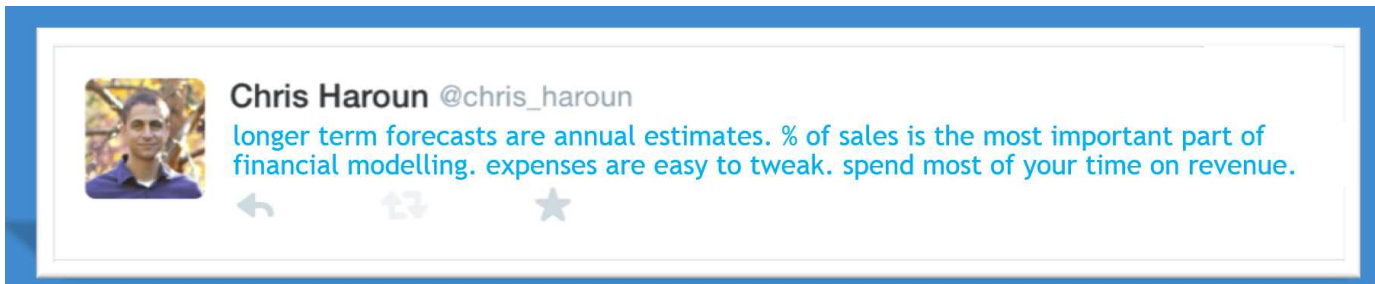 Chris Haroun @chris_haroun
longer term forecasts are annual estimates. % of sales is the most important part of
financial modelling. expenses are easy to tweak. spend most of your time on revenue.